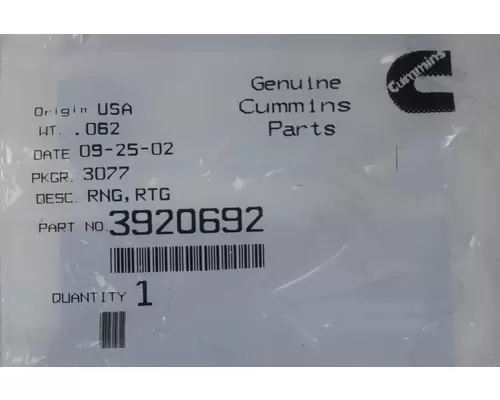 Genuine
Cummins
Parts
Cummins
Origin USA
WT. .062
DATE 09-25-02
PKGR. 3077
DESC. RNG, RTG
PART NO. 3920692
QUANTITY 1